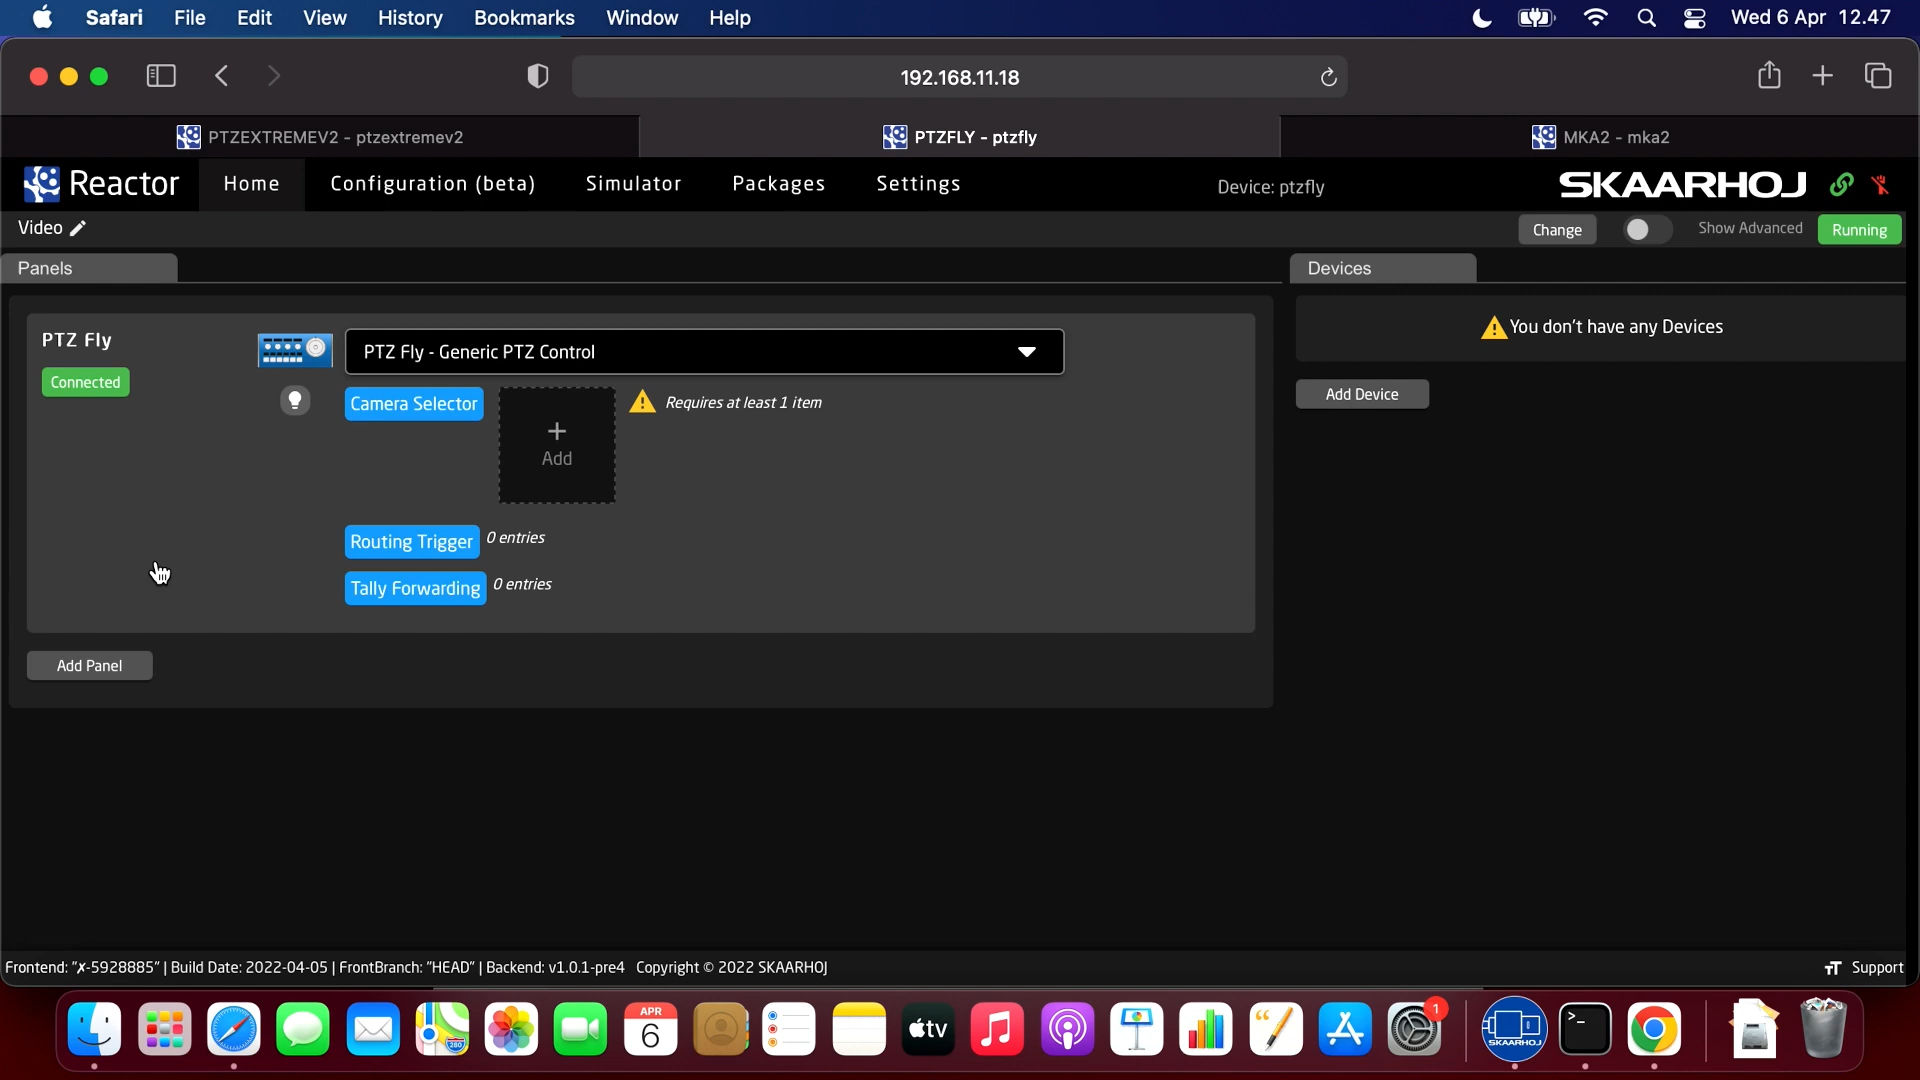 Safari File Edit View History Bookmarks Window Help Wed 6 Apr 12.47
192.168.11.18
PTZEXTREMEV2 - ptzextremev2 PTZFLY - ptzfly MKA2 - mka2
Reactor Home Configuration (beta) Simulator Packages Settings Device: ptzfly SKAARHOJ
Video Change Show Advanced Running
Panels Devices
PTZ Fly
Connected
PTZ Fly - Generic PTZ Control
Camera Selector
+
Add
Requires at least 1 item
Routing Trigger 0 entries
Tally Forwarding 0 entries
Add Panel
You don't have any Devices
Add Device
Frontend: "✗-5928885" | Build Date: 2022-04-05 | FrontBranch: "HEAD" | Backend: v1.0.1-pre4 Copyright © 2022 SKAARHOJ
TT Support
280
APR
6
tv
1
SKAARHOJ
>_